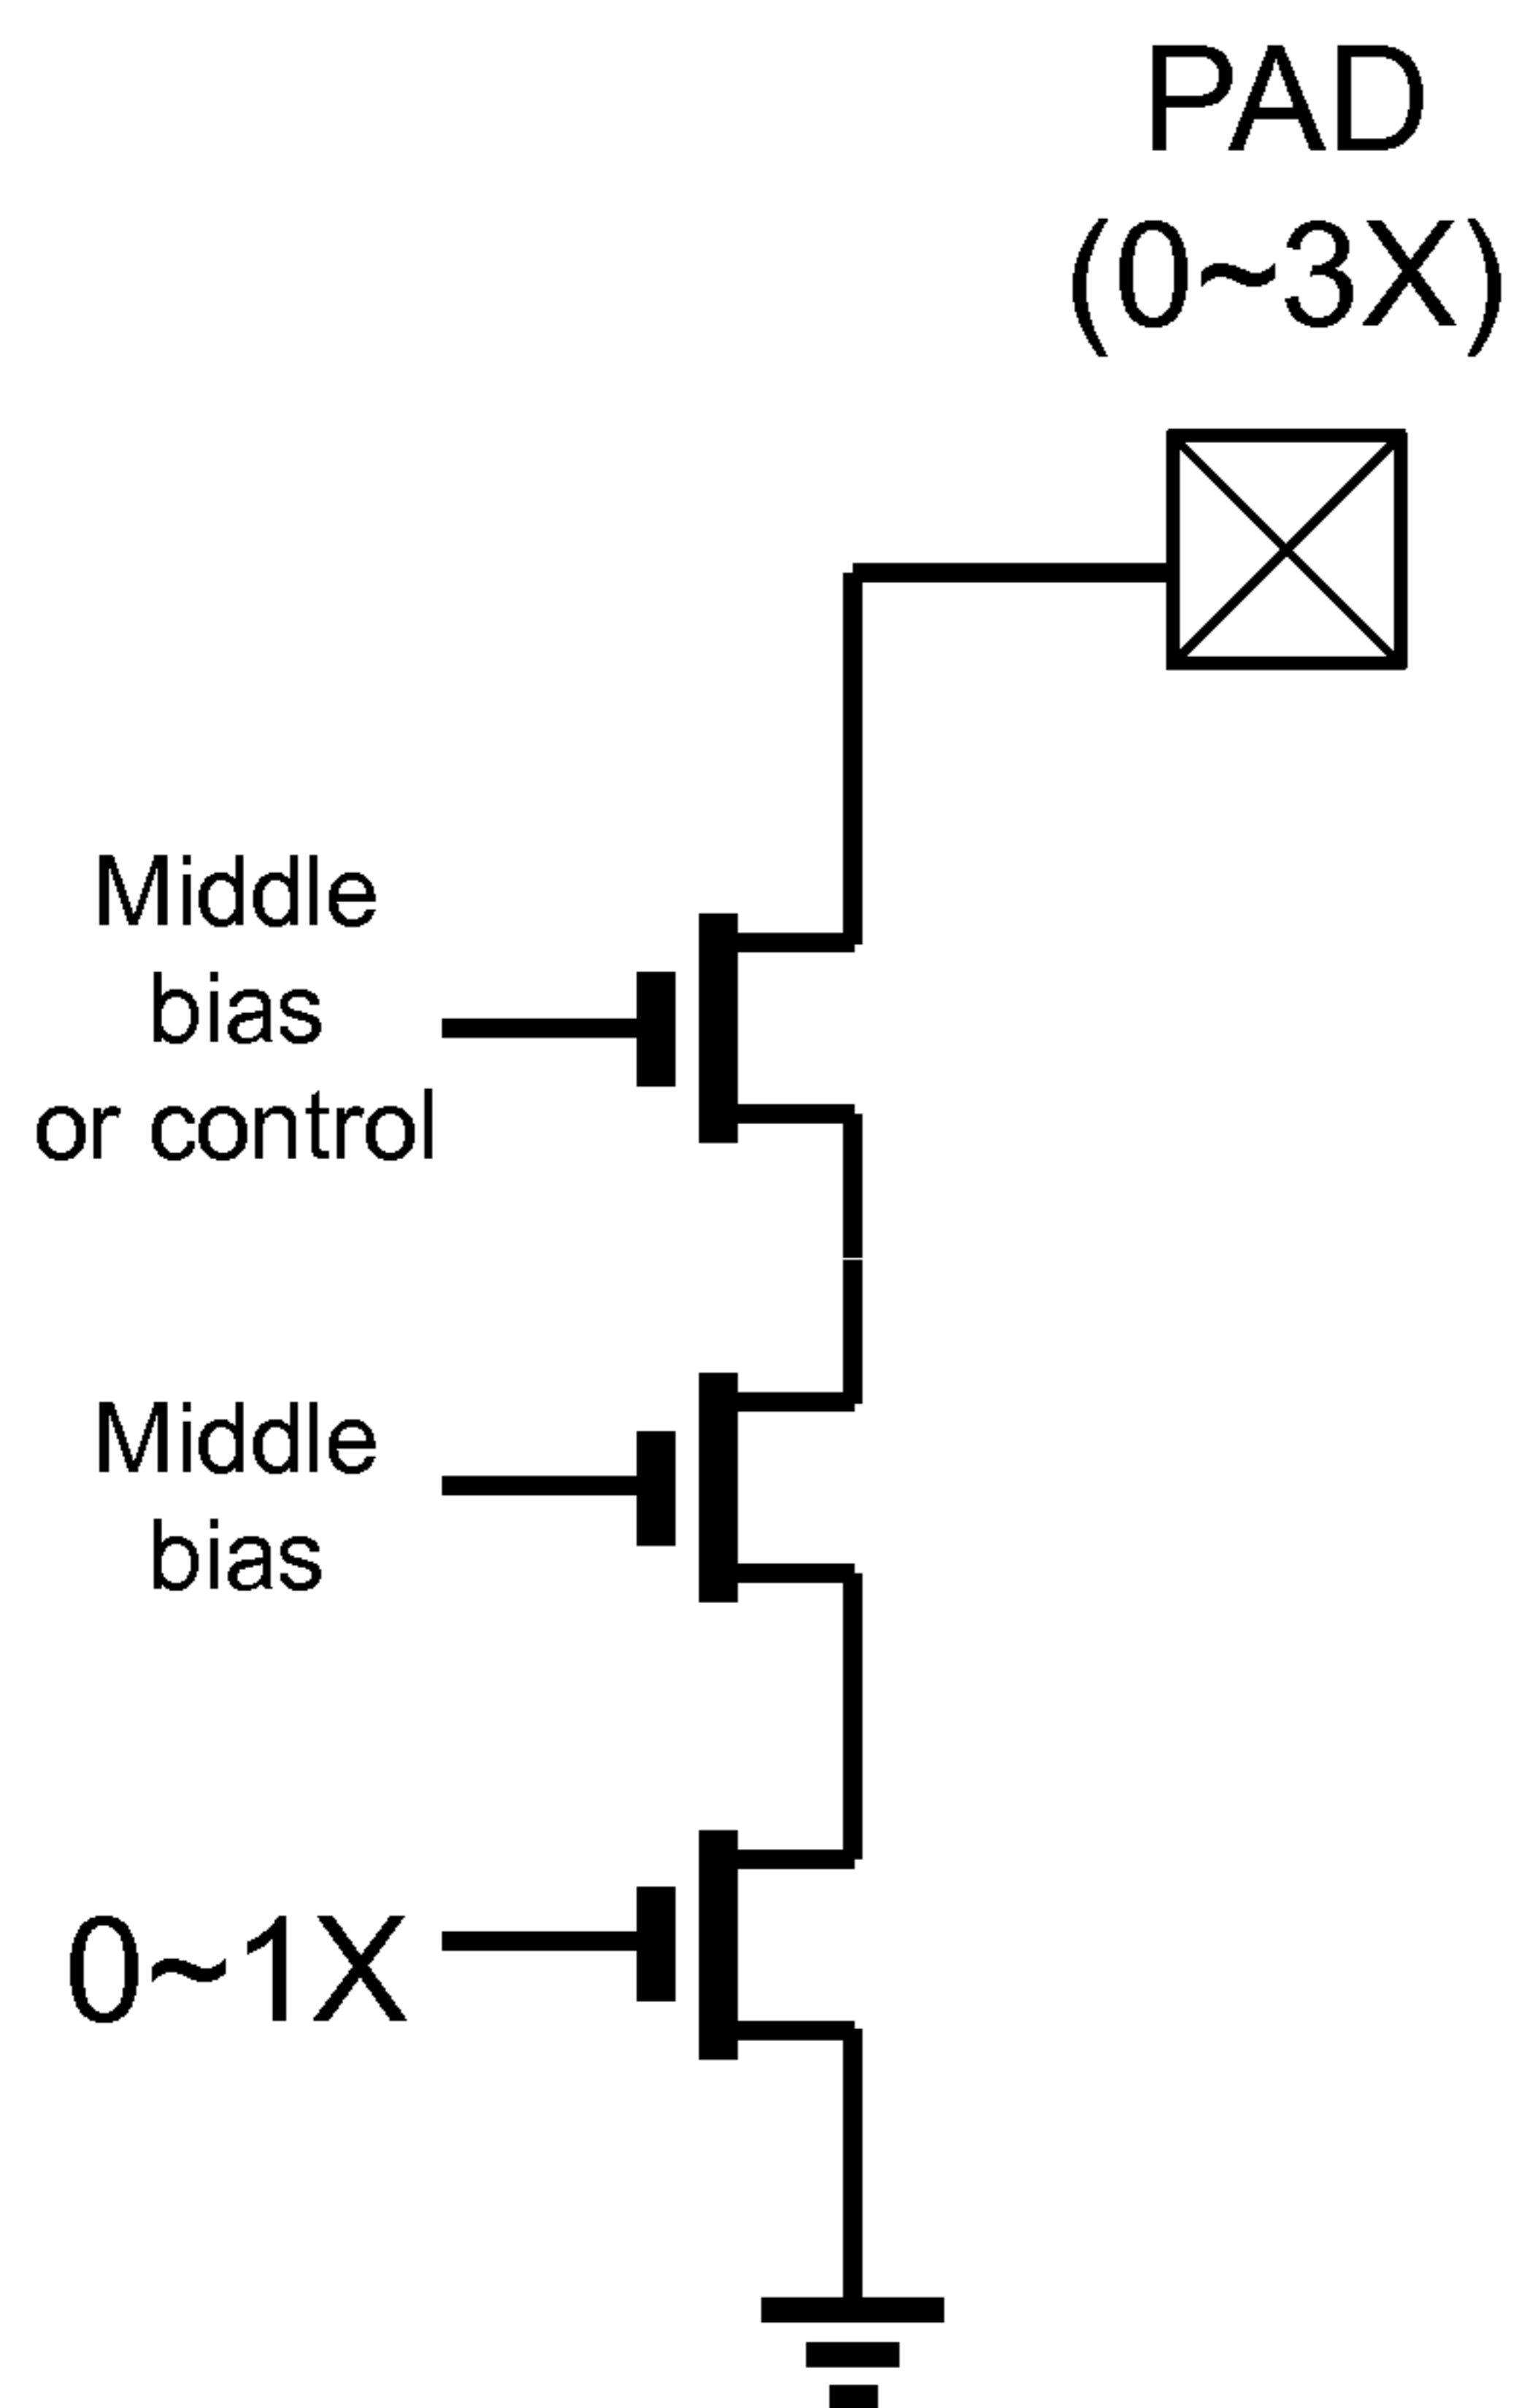 PAD
(0~3X)
Middle
bias
or control
Middle
bias
0~1X